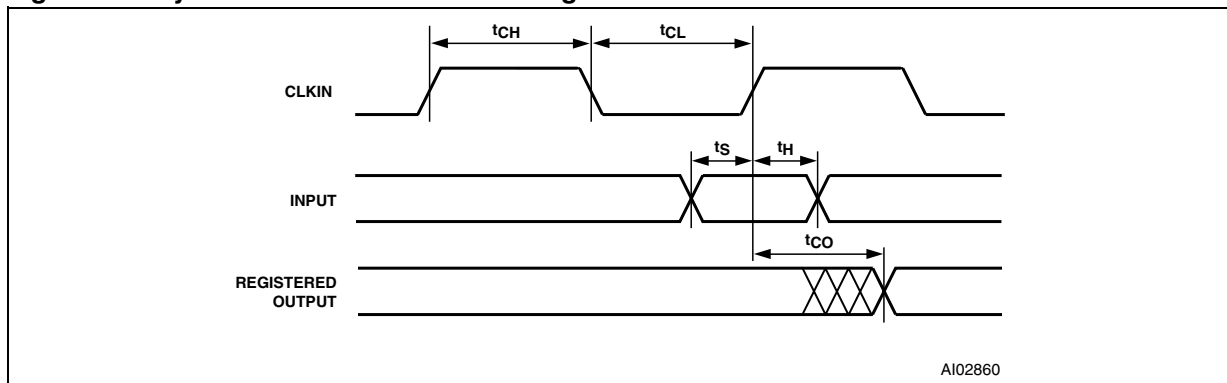 tCH
tCL
CLKIN
tS
tH
INPUT
tCO
REGISTERED
OUTPUT
AI02860